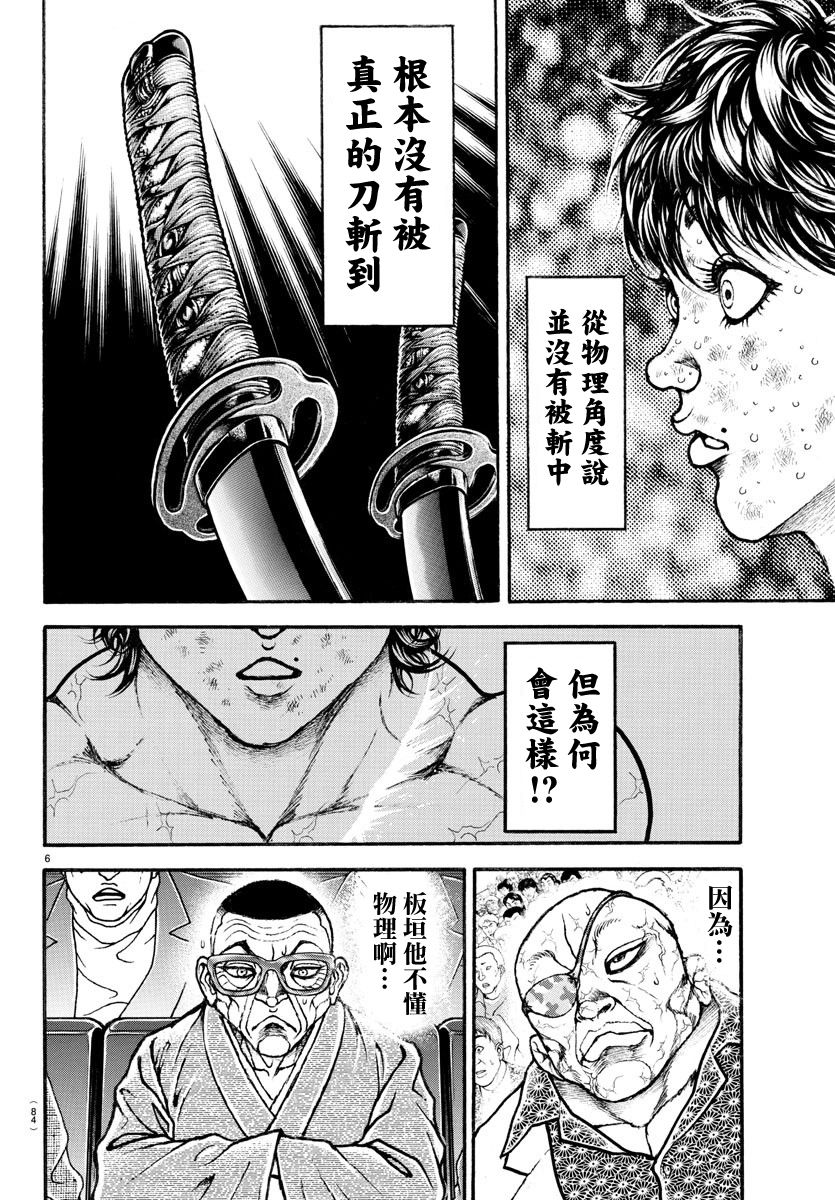 從物理角度說
並沒有被斬中
根本沒有被
真正的刀斬到
但為何
會這樣!?
6
因為…
板垣他不懂
物理啊…
(84)